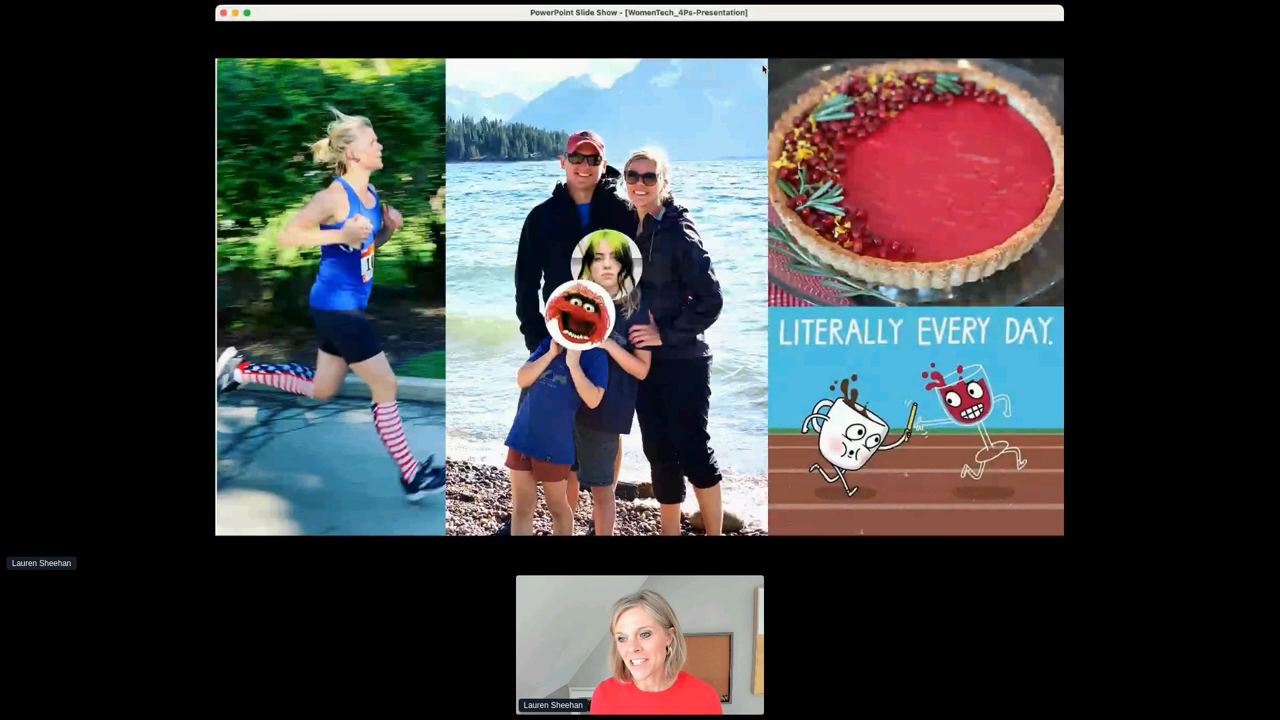 PowerPoint Slide Show - [WomenTech_4Ps-Presentation]
LITERALLY EVERY DAY.
Lauren Sheehan
Lauren Sheehan